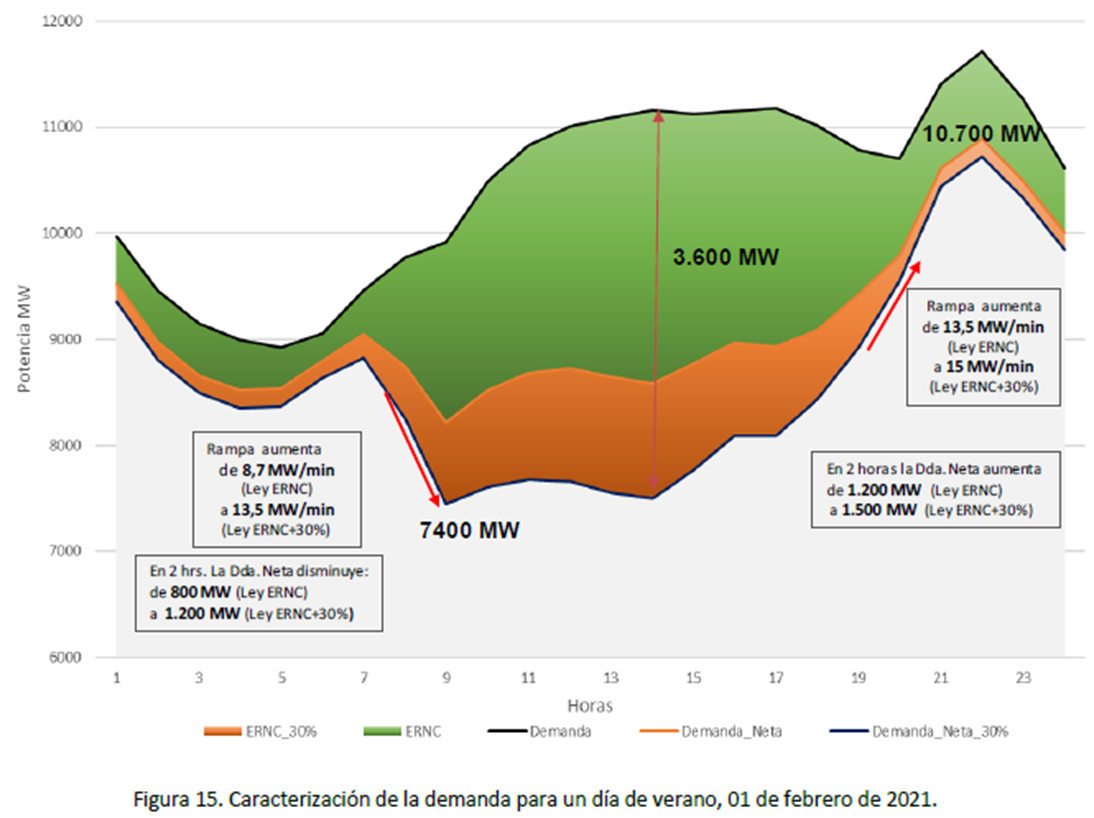 12000
11000
10000
9000
8000
7000
6000
Potencia MW
10.700 MW
3.600 MW
Rampa aumenta
de 13,5 MW/min
(Ley ERNC)
a 15 MW/min
(Ley ERNC+30%)
Rampa aumenta
de 8,7 MW/min
(Ley ERNC)
a 13,5 MW/min
(Ley ERNC+30%)
En 2 horas la Dda. Neta aumenta
de 1.200 MW (Ley ERNC)
a 1.500 MW (Ley ERNC+30%)
7400 MW
En 2 hrs. La Dda. Neta disminuye:
de 800 MW (Ley ERNC)
a 1.200 MW (Ley ERNC+30%)
1 3 5 7 9 11 13 15 17 19 21 23
Horas
ERNC_30% ERNC Demanda Demanda_Neta Demanda_Neta_30%
Figura 15. Caracterización de la demanda para un día de verano, 01 de febrero de 2021.